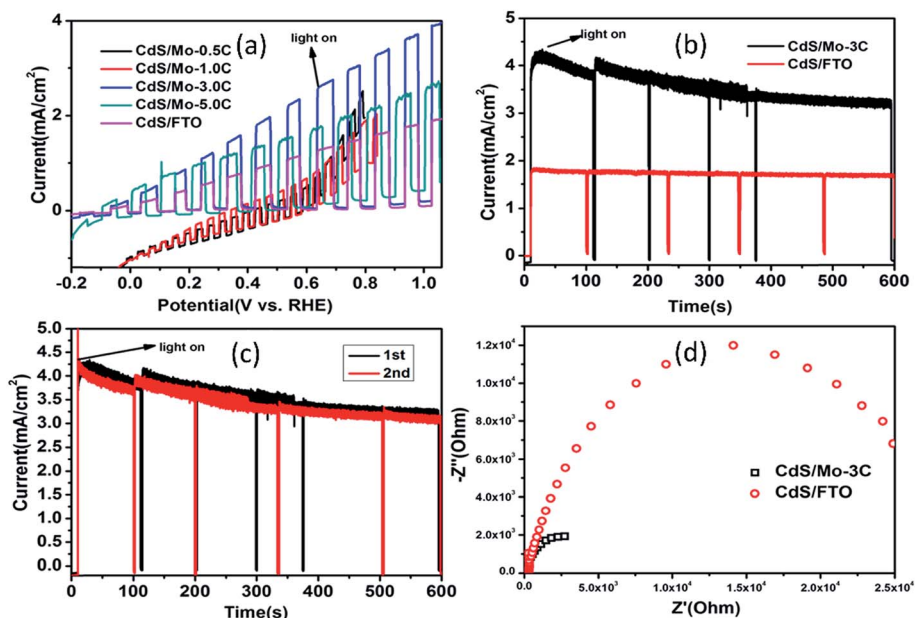 (a)
CdS/Mo-0.5C
CdS/Mo-1.0C
CdS/Mo-3.0C
CdS/Mo-5.0C
CdS/FTO
light on
Current(mA/cm²)
4
2
0
-0.2 0.0 0.2 0.4 0.6 0.8 1.0
Potential(V vs. RHE)
(b)
light on
CdS/Mo-3C
CdS/FTO
Current(mA/cm²)
5
4
3
2
1
0
0 100 200 300 400 500 600
Time(s)
(c)
light on
1st
2nd
Current(mA/cm²)
5.0
4.5
4.0
3.5
3.0
2.5
2.0
1.5
1.0
0.5
0.0
0 100 200 300 400 500 600
Time(s)
(d)
CdS/Mo-3C
CdS/FTO
-Z''(Ohm)
1.2x10⁴
1.0x10⁴
8.0x10³
6.0x10³
4.0x10³
2.0x10³
0.0
5.0x10³ 1.0x10⁴ 1.5x10⁴ 2.0x10⁴ 2.5x10⁴
Z'(Ohm)